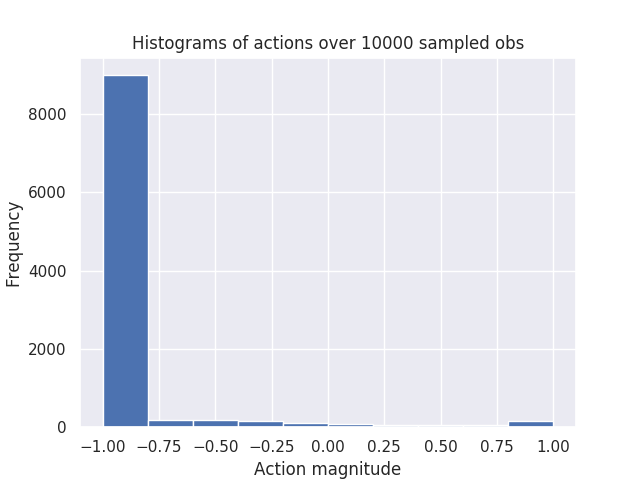 Histograms of actions over 10000 sampled obs
8000
6000
4000
2000
0
Frequency
−1.00 −0.75 −0.50 −0.25 0.00 0.25 0.50 0.75 1.00
Action magnitude